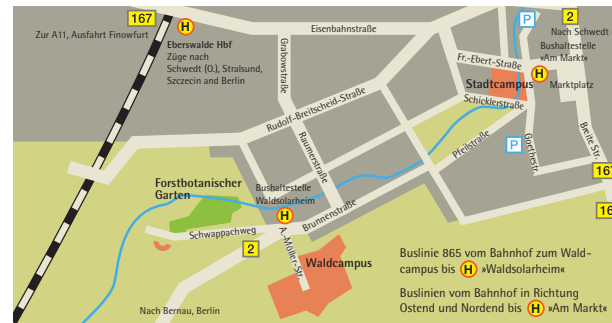 167
H
Zur A11, Ausfahrt Finowfurt
Eberswalde Hbf
Züge nach
Schwedt (O.), Stralsund,
Szczecin and Berlin
Eisenbahnstraße
Grabowstraße
P
2
Nach Schwedt
Bushaltestelle
»Am Markt«
Fr.-Ebert-Straße
H
Stadtcampus
Marktplatz
Schicklerstraße
Rudolf-Breitscheid-Straße
Raumerstraße
Pfeilstraße
P
Goethestr.
Breite Str.
167
Forstbotanischer
Garten
Bushaltestelle
Waldsolarheim
H
Brunnenstraße
Schwappachweg
2
A.-Möller-Str.
Waldcampus
Nach Bernau, Berlin
Buslinie 865 vom Bahnhof zum Wald-
campus bis H »Waldsolarheim«
Buslinien vom Bahnhof in Richtung
Ostend und Nordend bis H »Am Markt«